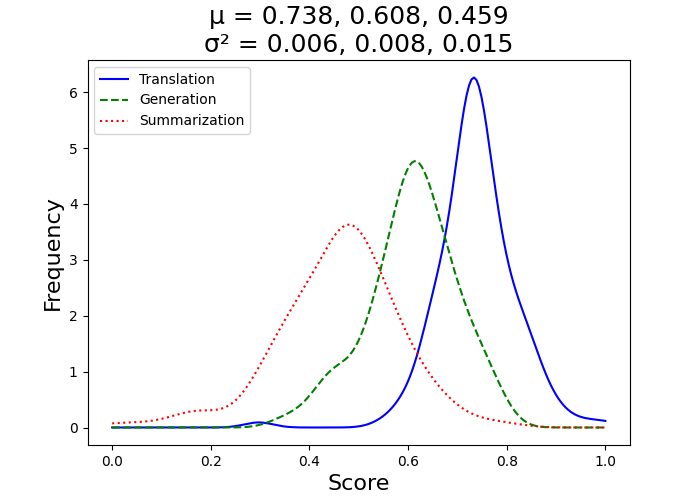 μ = 0.738, 0.608, 0.459
σ² = 0.006, 0.008, 0.015
Translation
Generation
Summarization
Frequency
6
5
4
3
2
1
0
0.0 0.2 0.4 0.6 0.8 1.0
Score